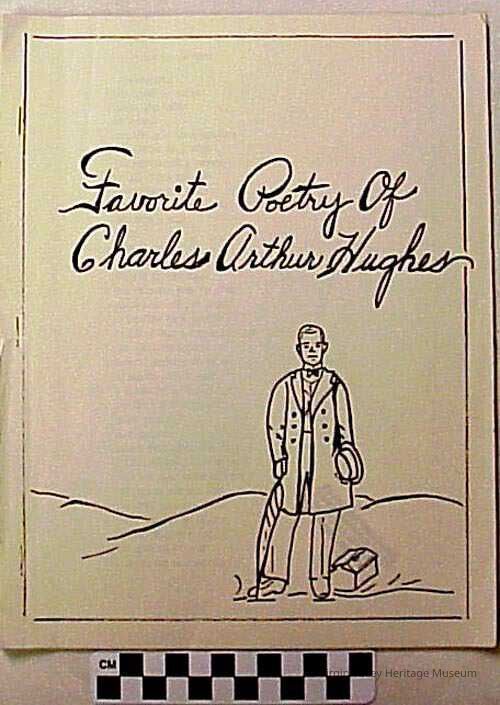 Favorite Poetry Of
Charles Arthur Hughes
CM
Heritage Museum